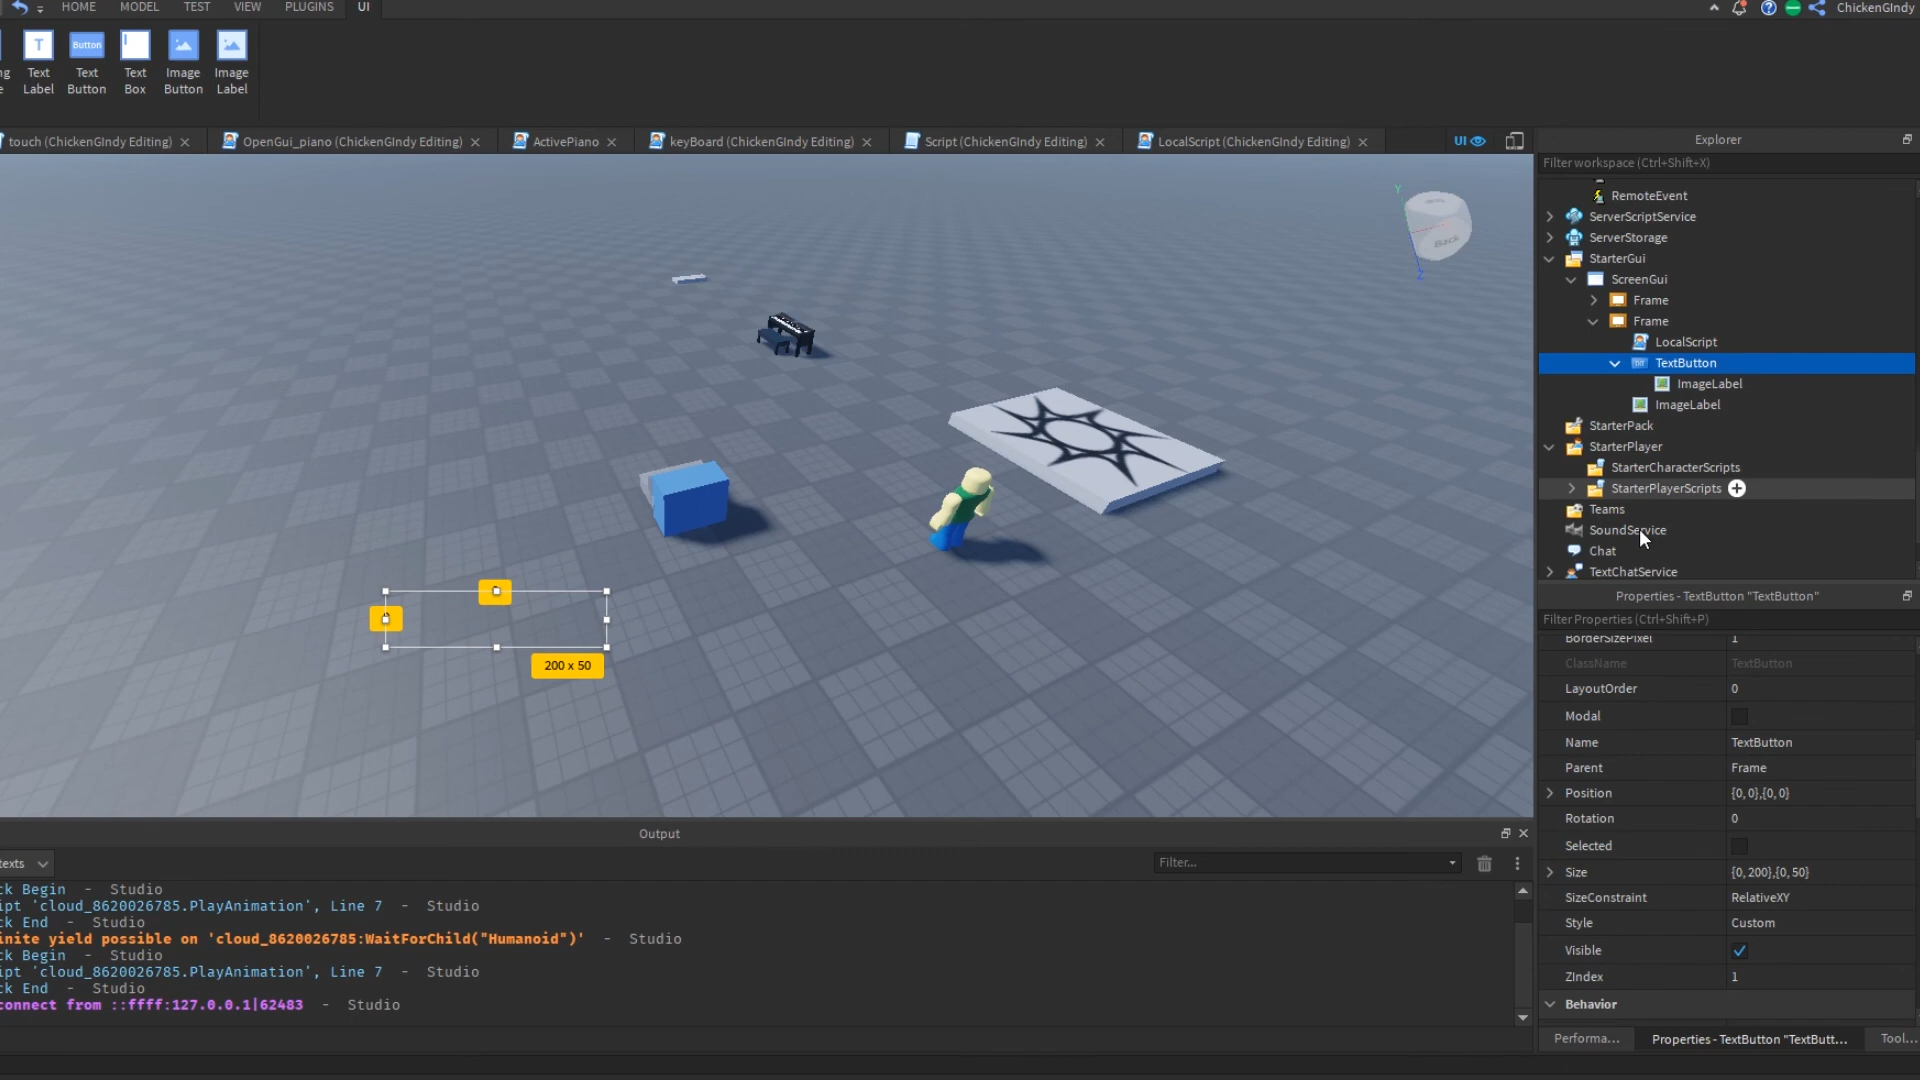 HOME MODEL TEST VIEW PLUGINS UI
ChickenGIndy
Text Label
Button
Text Button
Text Box
Image Button
Image Label
touch (ChickenGIndy Editing)
OpenGui_piano (ChickenGIndy Editing)
ActivePiano
keyBoard (ChickenGIndy Editing)
Script (ChickenGIndy Editing)
LocalScript (ChickenGIndy Editing)
UI
Explorer
Filter workspace (Ctrl+Shift+X)
RemoteEvent
ServerScriptService
ServerStorage
StarterGui
ScreenGui
Frame
Frame
LocalScript
TextButton
ImageLabel
ImageLabel
StarterPack
StarterPlayer
StarterCharacterScripts
StarterPlayerScripts
Teams
SoundService
Chat
TextChatService
Y
Back
Z
200 x 50
Properties - TextButton "TextButton"
Filter Properties (Ctrl+Shift+P)
BorderSizePixel 1
ClassName TextButton
LayoutOrder 0
Modal
Name TextButton
Parent Frame
Position {0, 0},{0, 0}
Rotation 0
Selected
Size {0, 200},{0, 50}
SizeConstraint RelativeXY
Style Custom
Visible
ZIndex 1
Behavior
Performa... Properties - TextButton "TextButt... Tool...
Output
texts
Filter...
ck Begin - Studio
ipt 'cloud_8620026785.PlayAnimation', Line 7 - Studio
ck End - Studio
inite yield possible on 'cloud_8620026785:WaitForChild("Humanoid")' - Studio
ck Begin - Studio
ipt 'cloud_8620026785.PlayAnimation', Line 7 - Studio
ck End - Studio
connect from ::ffff:127.0.0.1|62483 - Studio